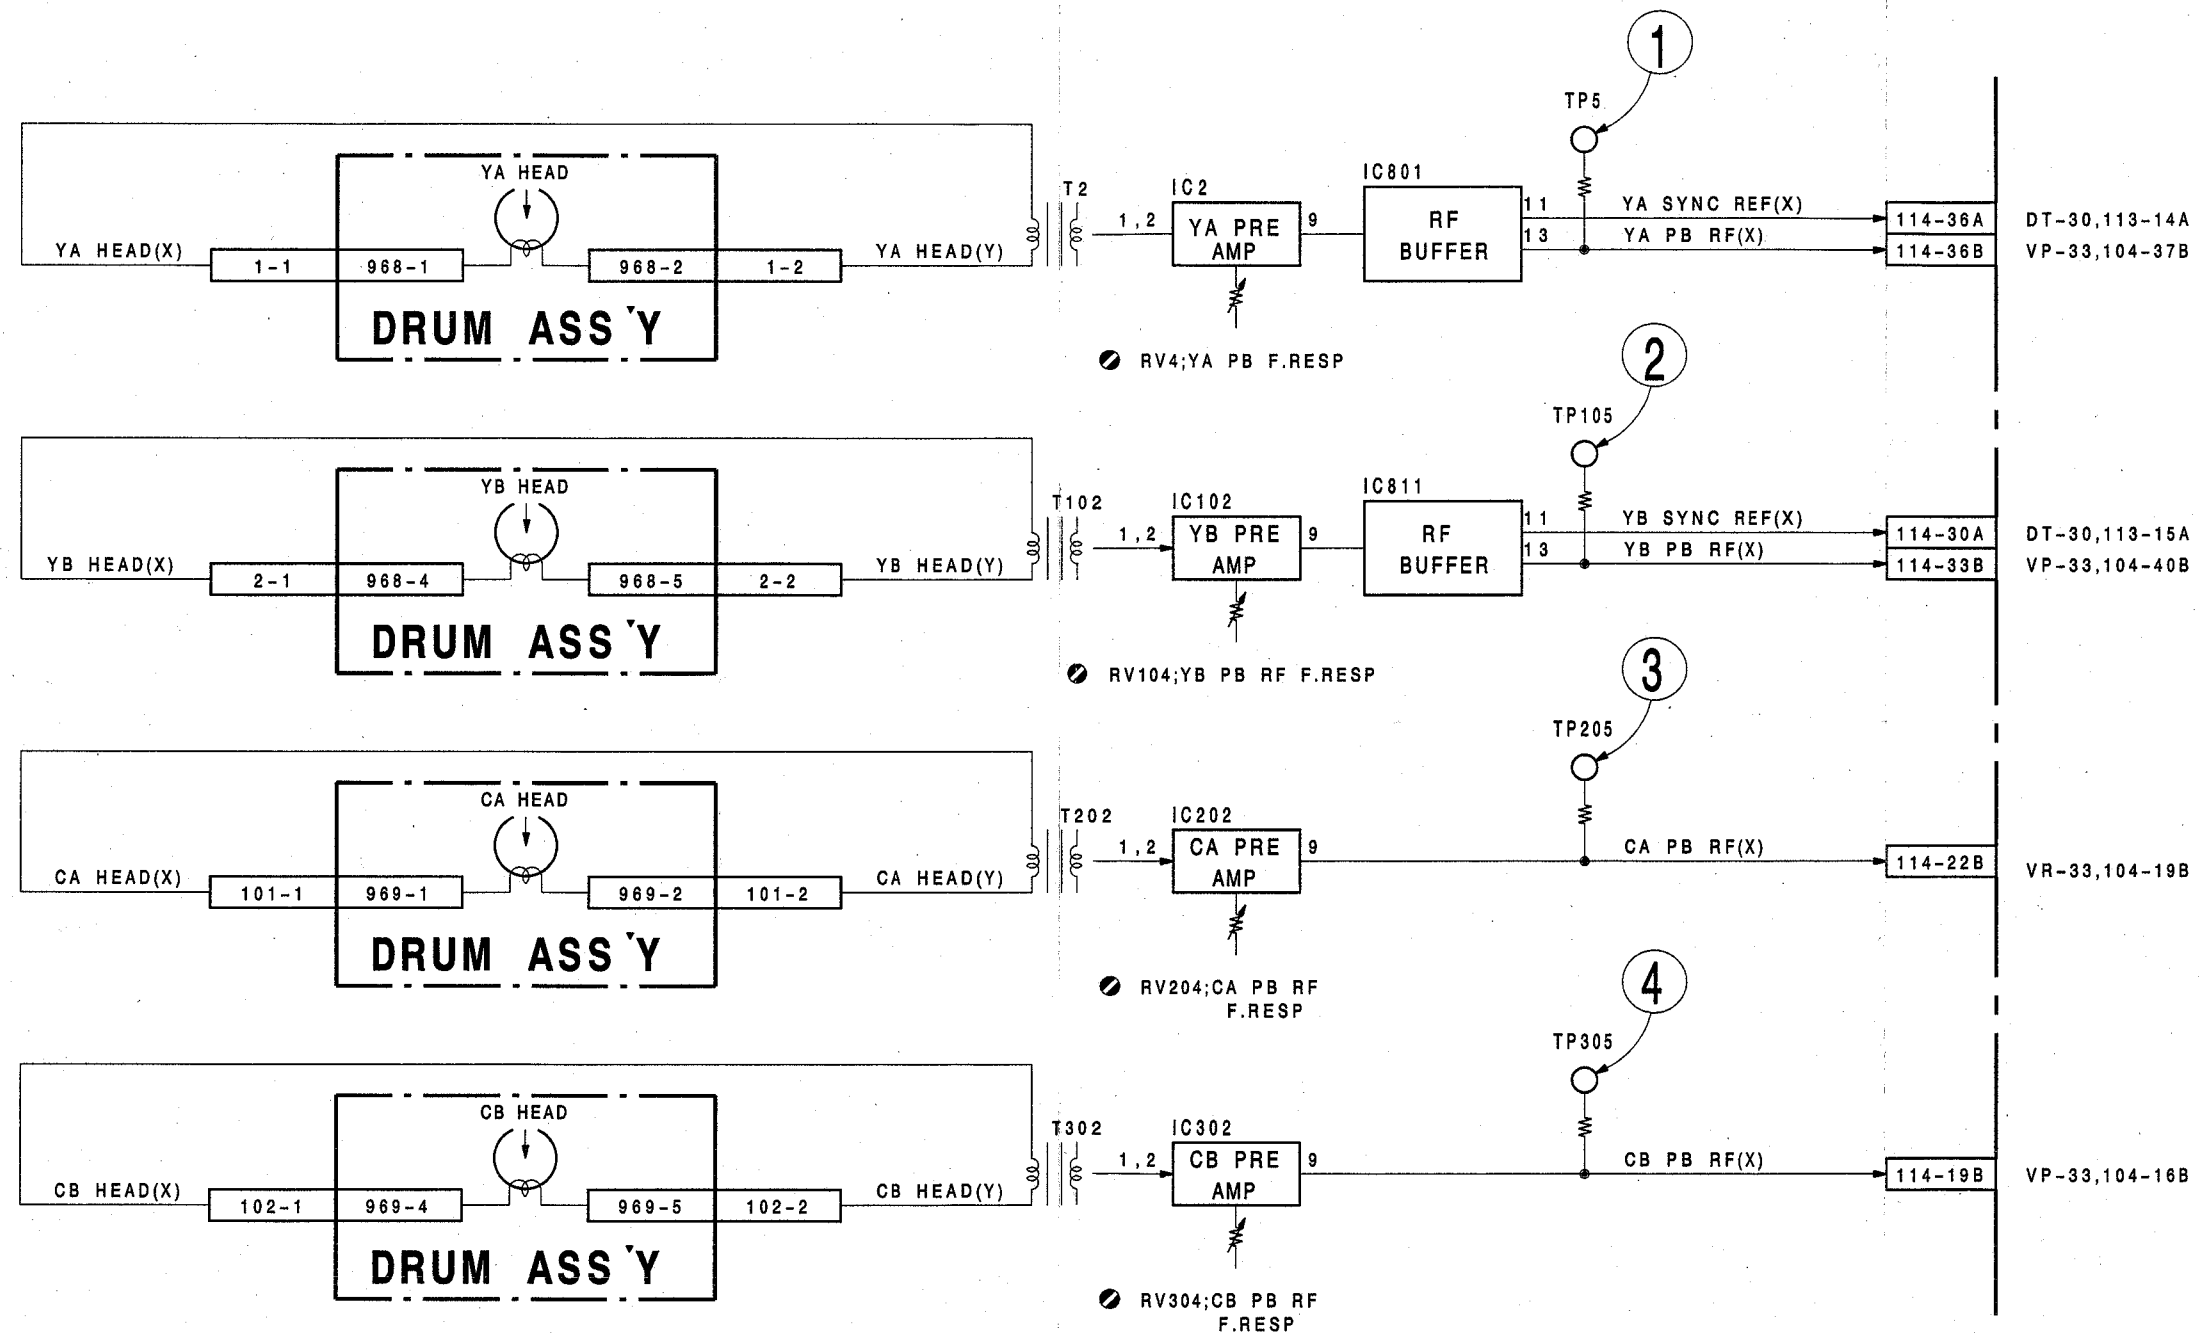 1
TP5
YA HEAD
T2
IC2
IC801
YA HEAD(X)
1-1
968-1
968-2
1-2
YA HEAD(Y)
1,2
YA PRE
AMP
9
RF
BUFFER
11
YA SYNC REF(X)
13
YA PB RF(X)
114-36A
DT-30,113-14A
114-36B
VP-33,104-37B
DRUM ASS'Y
RV4;YA PB F.RESP
2
TP105
YB HEAD
T102
IC102
IC811
YB HEAD(X)
2-1
968-4
968-5
2-2
YB HEAD(Y)
1,2
YB PRE
AMP
9
RF
BUFFER
11
YB SYNC REF(X)
13
YB PB RF(X)
114-30A
DT-30,113-15A
114-33B
VP-33,104-40B
DRUM ASS'Y
RV104;YB PB RF F.RESP
3
TP205
CA HEAD
T202
IC202
CA HEAD(X)
101-1
969-1
969-2
101-2
CA HEAD(Y)
1,2
CA PRE
AMP
9
CA PB RF(X)
114-22B
VR-33,104-19B
DRUM ASS'Y
RV204;CA PB RF
F.RESP
4
TP305
CB HEAD
T302
IC302
CB HEAD(X)
102-1
969-4
969-5
102-2
CB HEAD(Y)
1,2
CB PRE
AMP
9
CB PB RF(X)
114-19B
VP-33,104-16B
DRUM ASS'Y
RV304;CB PB RF
F.RESP